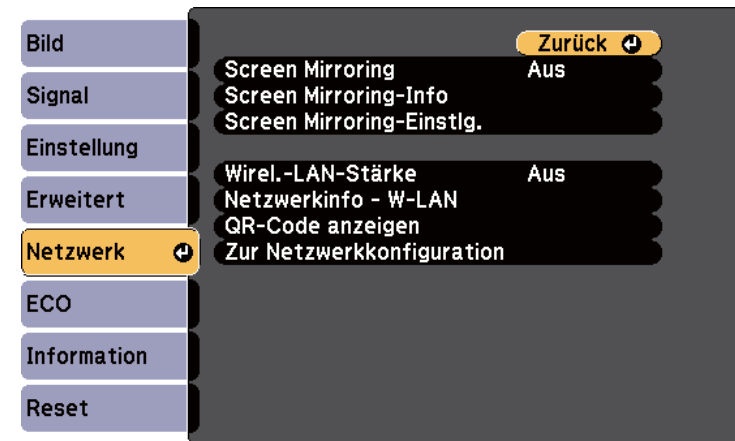 Bild
Signal
Einstellung
Erweitert
Netzwerk
ECO
Information
Reset
Zurück
Screen Mirroring Aus
Screen Mirroring-Info
Screen Mirroring-Einstlg.
Wirel.-LAN-Stärke Aus
Netzwerkinfo - W-LAN
QR-Code anzeigen
Zur Netzwerkkonfiguration